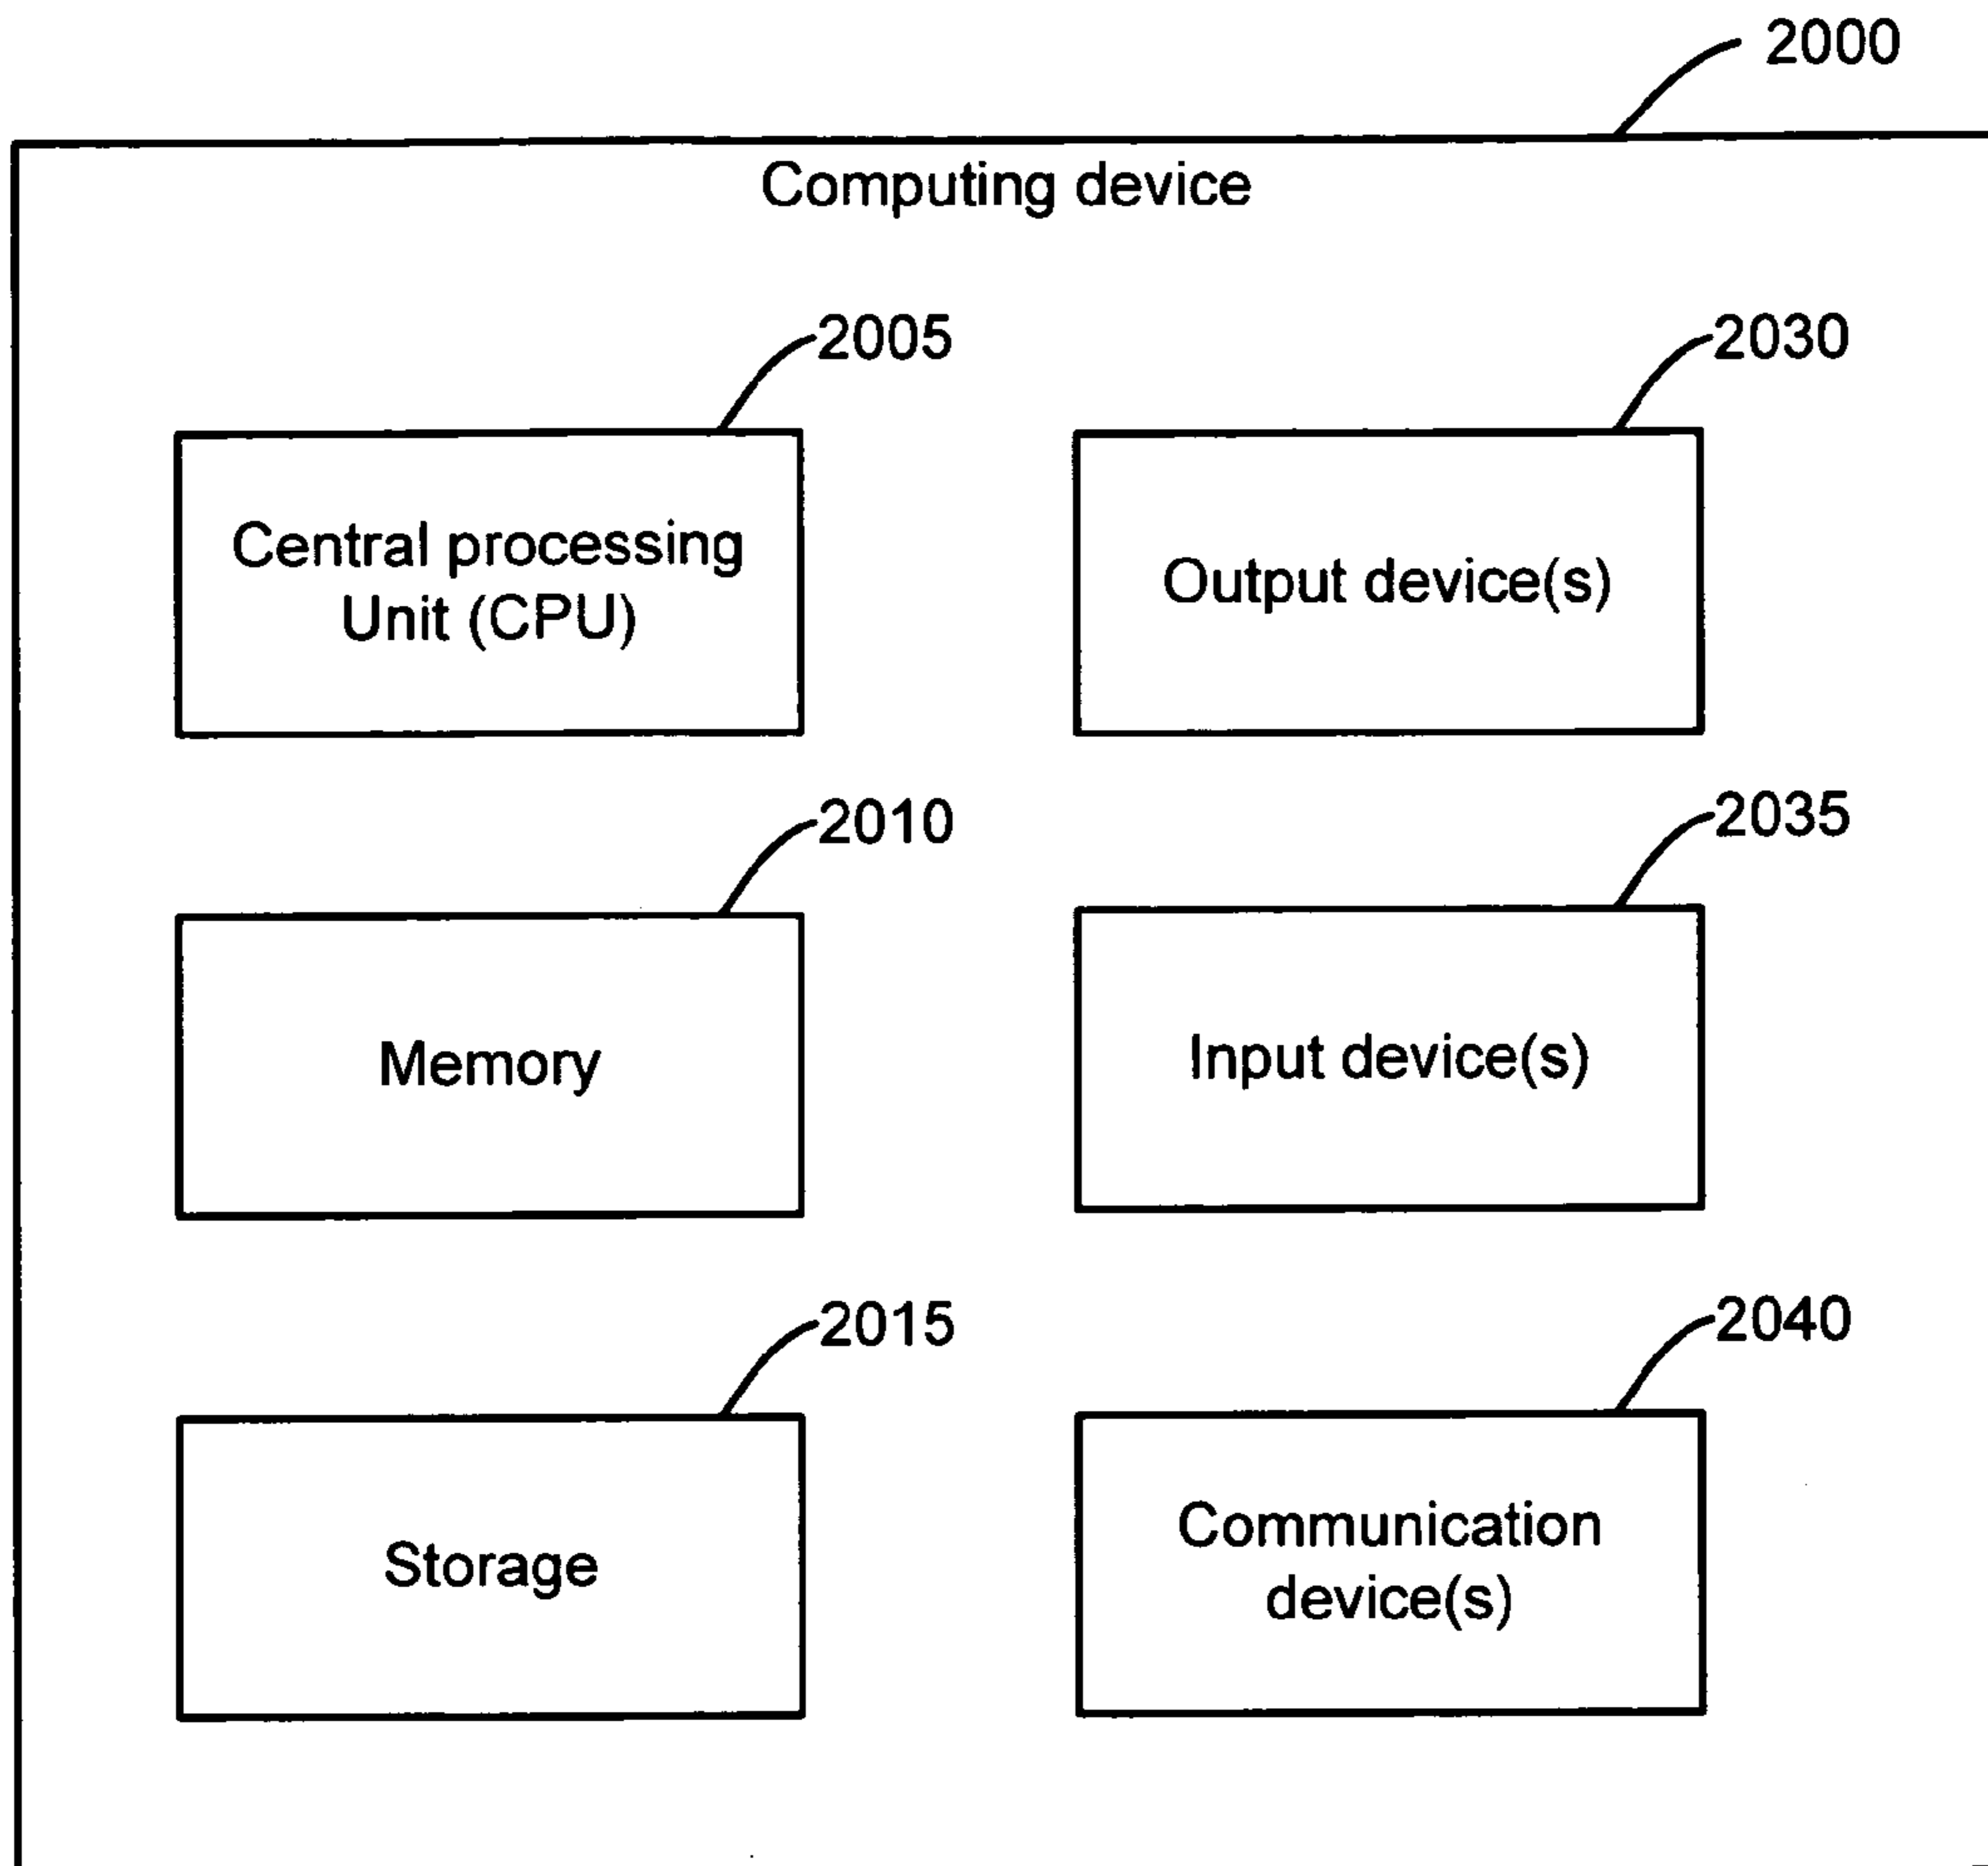 2000
Computing device
2005
Central processing
Unit (CPU)
2030
Output device(s)
2010
Memory
2035
Input device(s)
2015
Storage
2040
Communication
device(s)